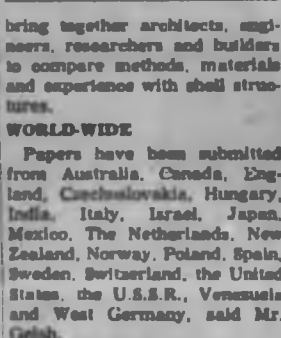 bring together architects, engi-
neers, researchers and builders
to compare methods, materials
and experience with shell struc-
tures.
WORLD-WIDE
Papers have been submitted
from Australia, Canada, Eng-
land, Czechoslovakia, Hungary,
India, Italy, Israel, Japan,
Mexico, The Netherlands, New
Zealand, Norway, Poland, Spain,
Sweden, Switzerland, the United
States, the U.S.S.R., Venezuela
and West Germany, said Mr.